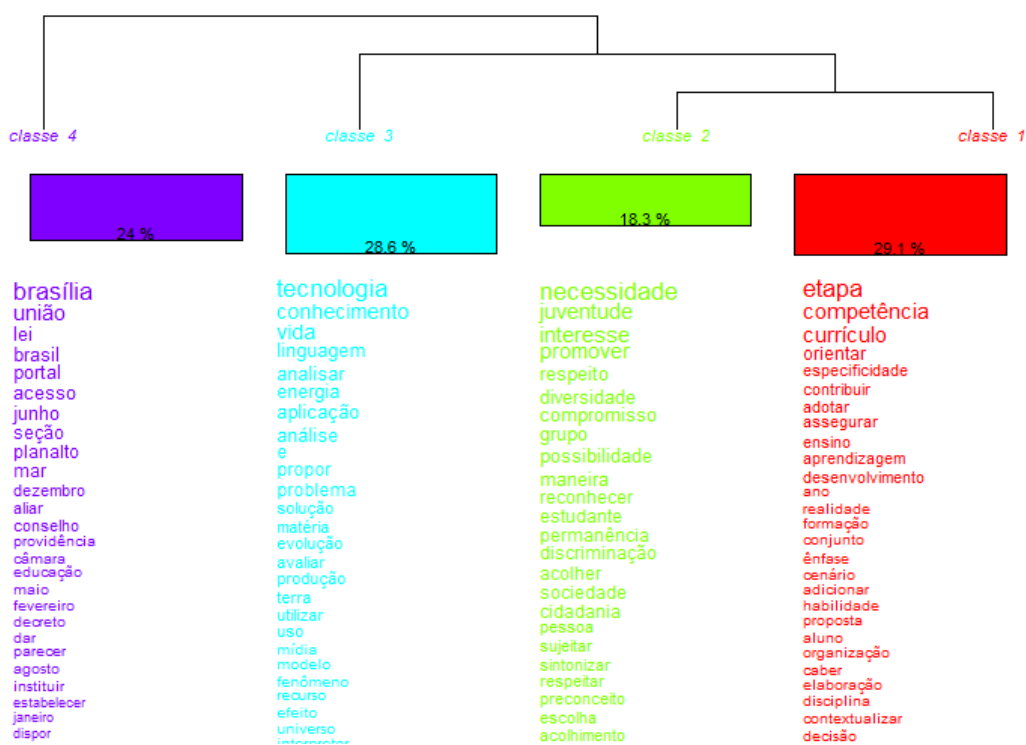 classe 4
classe 3
classe 2
classe 1
24 %
28.6 %
18.3 %
29.1 %
brasília
união
lei
brasil
portal
acesso
junho
seção
planalto
mar
dezembro
aliar
conselho
providência
câmara
educação
maio
fevereiro
decreto
dar
parecer
agosto
instituir
estabelecer
janeiro
dispor
tecnologia
conhecimento
vida
linguagem
analisar
energia
aplicação
análise
e
propor
problema
solução
matéria
evolução
avaliar
produção
terra
utilizar
uso
mídia
modelo
fenômeno
recurso
efeito
universo
interpretar
necessidade
juventude
interesse
promover
respeito
diversidade
compromisso
grupo
possibilidade
maneira
reconhecer
estudante
permanência
discriminação
acolher
sociedade
cidadania
pessoa
sujeitar
sintonizar
respeitar
preconceito
escolha
acolhimento
etapa
competência
currículo
orientar
especificidade
contribuir
adotar
assegurar
ensino
aprendizagem
desenvolvimento
ano
realidade
formação
conjunto
ênfase
cenário
adicionar
habilidade
proposta
aluno
organização
caber
elaboração
disciplina
contextualizar
decisão